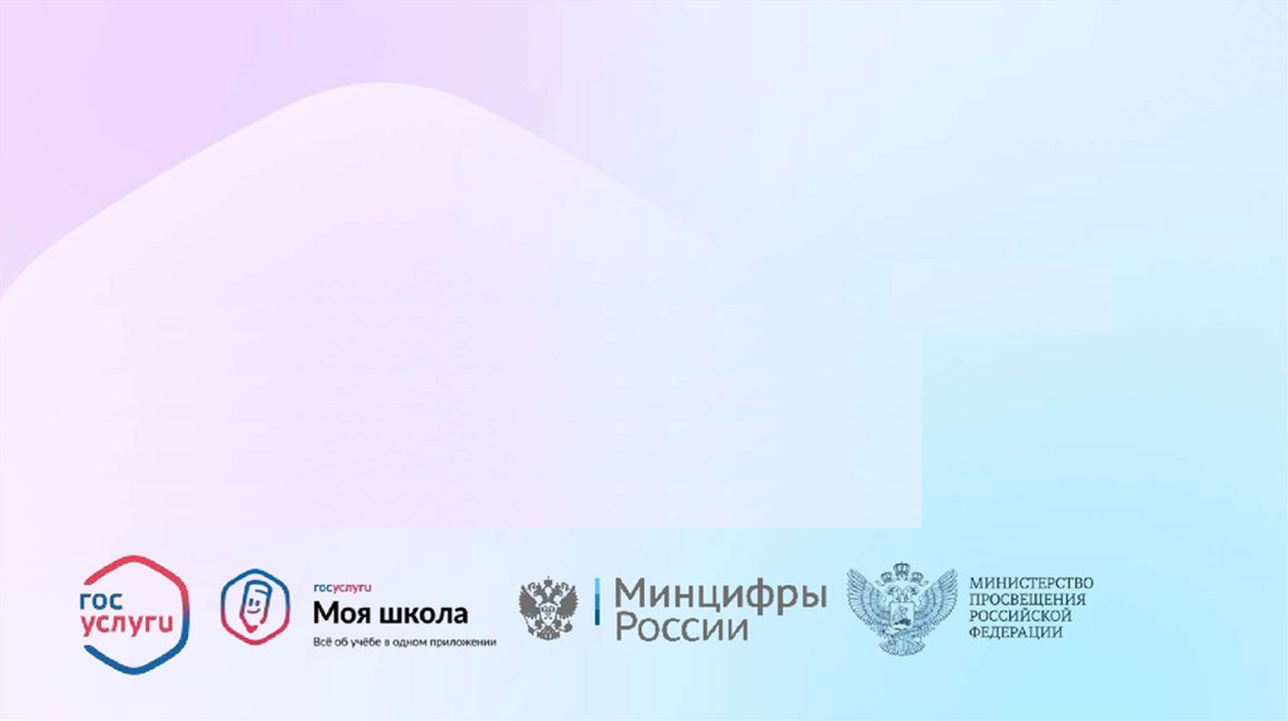 гос
услуги
госуслуги
Моя школа
Всё об учёбе в одном приложении
Минцифры
России
МИНИСТЕРСТВО
ПРОСВЕЩЕНИЯ
РОССИЙСКОЙ
ФЕДЕРАЦИИ